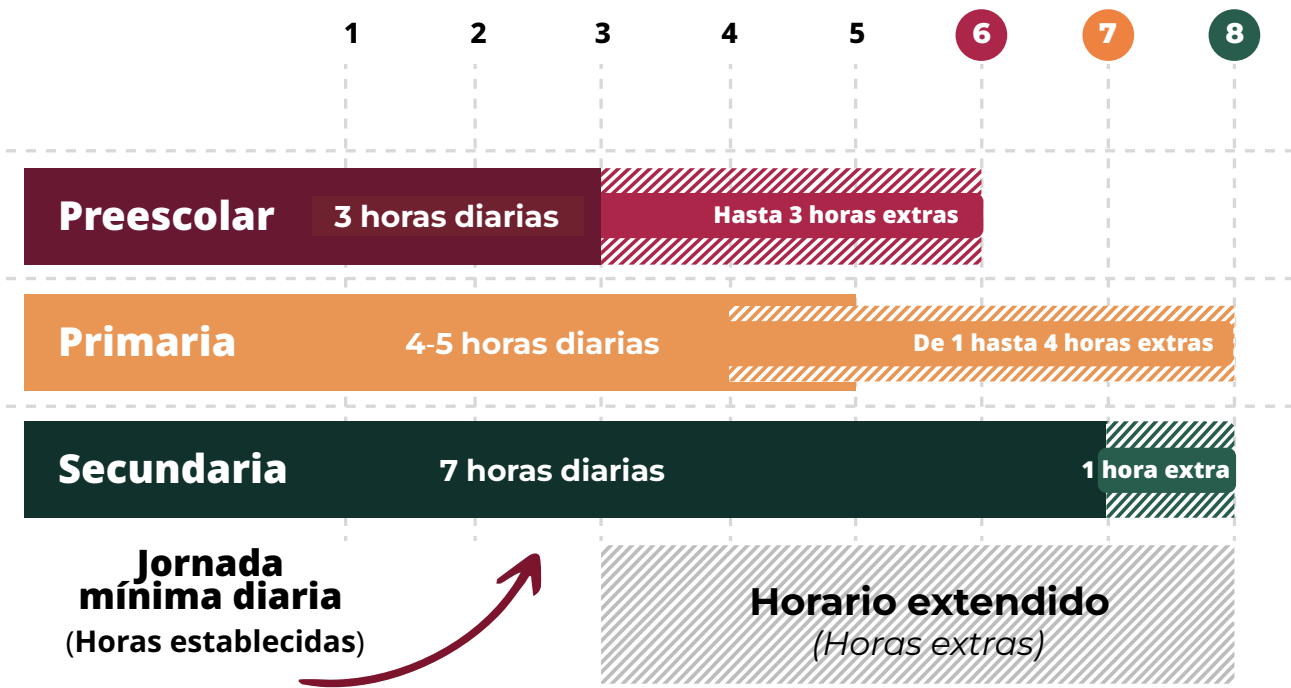 1 2 3 4 5 6 7 8
Preescolar 3 horas diarias Hasta 3 horas extras
Primaria 4-5 horas diarias De 1 hasta 4 horas extras
Secundaria 7 horas diarias 1 hora extra
Jornada
mínima diaria
(Horas establecidas)
Horario extendido
(Horas extras)